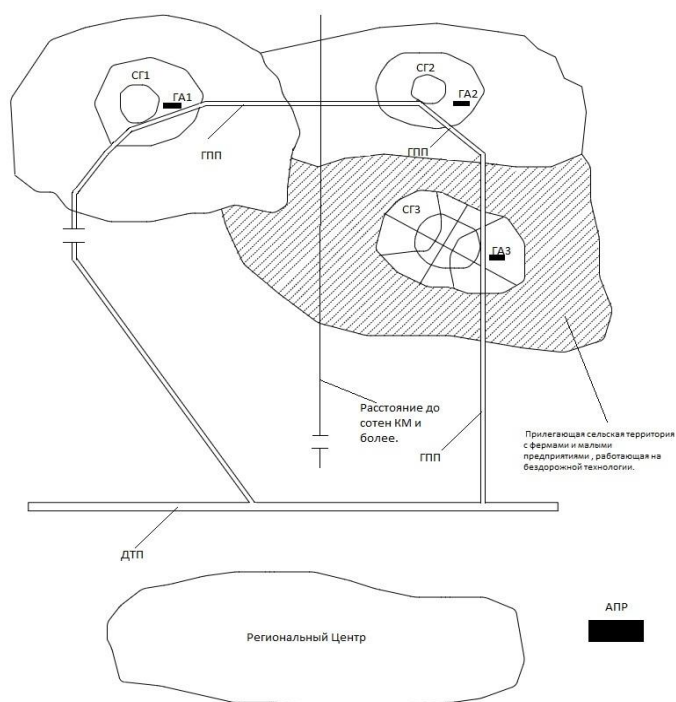 СГ1
ГА1
СГ2
ГА2
ГПП
ГПП
СГ3
ГА3
Расстояние до
сотен КМ и
более.
ГПП
Прилегающая сельская территория
с фермами и малыми
предприятиями , работающая на
бездорожной технологии.
ДТП
АПР
Региональный Центр